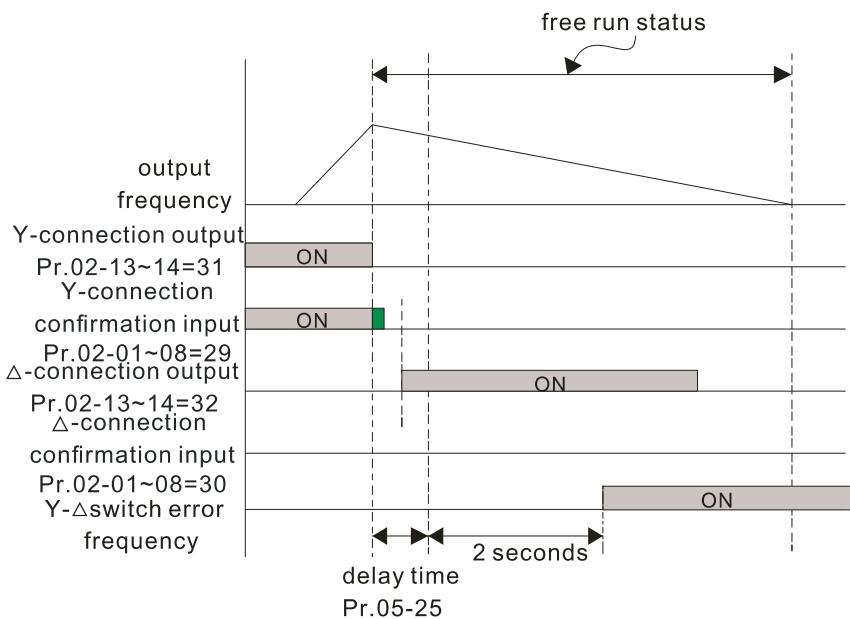 free run status
output
frequency
Y-connection output
ON
Pr.02-13~14=31
Y-connection
confirmation input
ON
Pr.02-01~08=29
△-connection output
ON
Pr.02-13~14=32
△-connection
confirmation input
Pr.02-01~08=30
Y-△switch error
ON
frequency
2 seconds
delay time
Pr.05-25